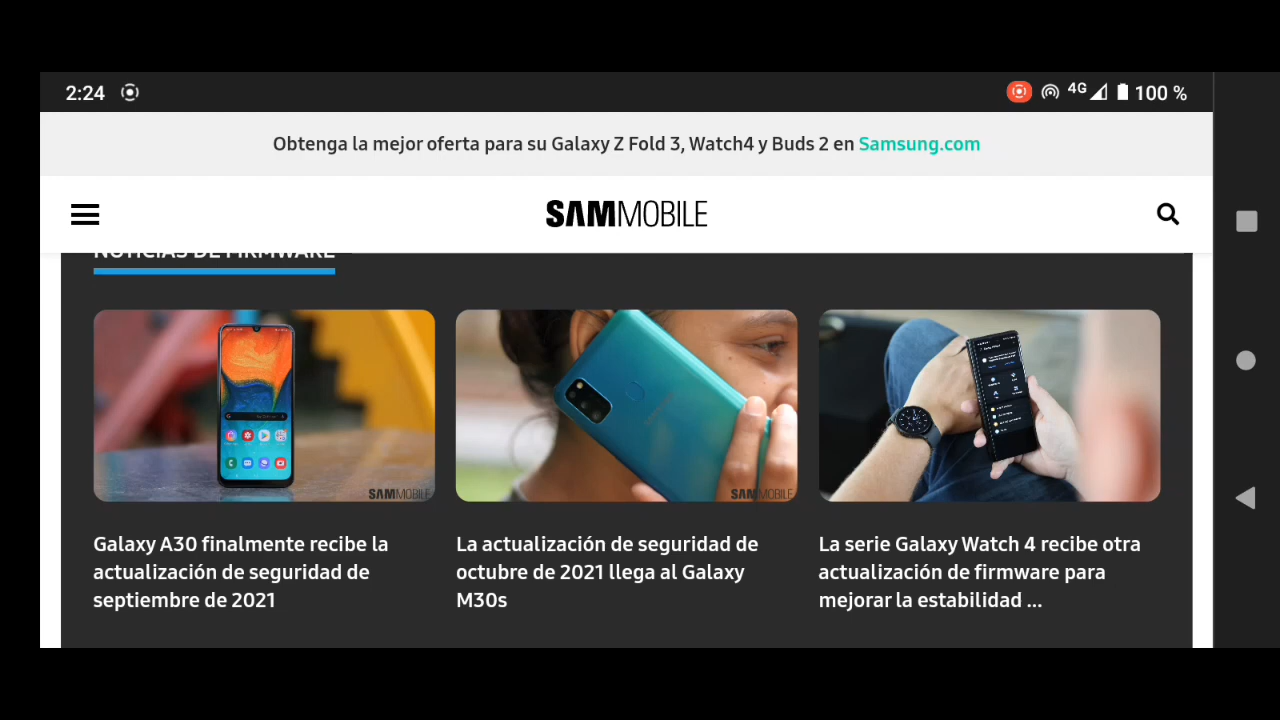 2:24
4G 100 %
Obtenga la mejor oferta para su Galaxy Z Fold 3, Watch4 y Buds 2 en Samsung.com
SAMMOBILE
NOTICIAS DE FIRMWARE
SAMMOBILE
SAMMOBILE
Galaxy A30 finalmente recibe la
actualización de seguridad de
septiembre de 2021
La actualización de seguridad de
octubre de 2021 llega al Galaxy
M30s
La serie Galaxy Watch 4 recibe otra
actualización de firmware para
mejorar la estabilidad ...